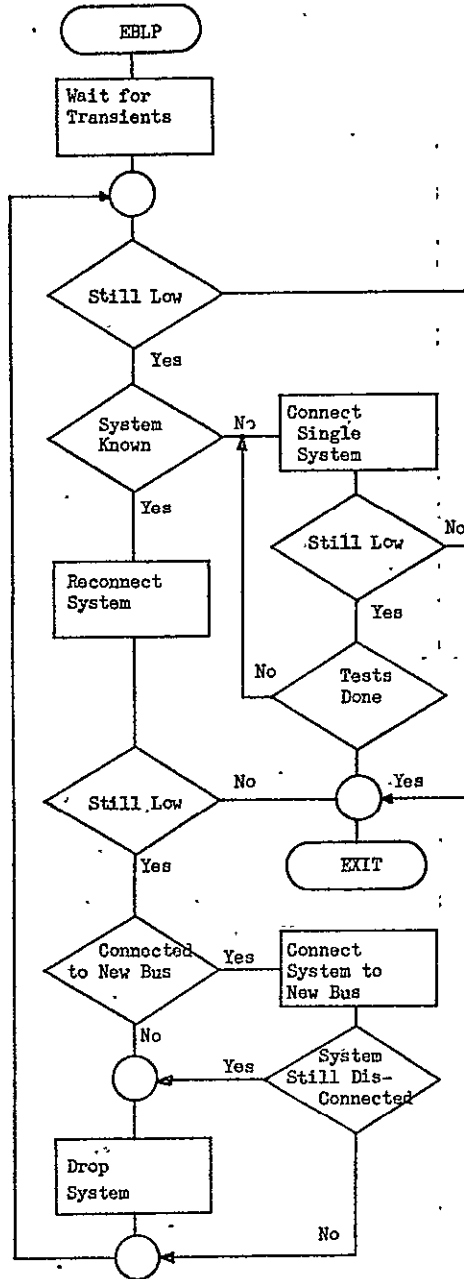 EBLP
Wait for
Transients
Still Low
Yes
System
Known
No
Connect
Single
System
Yes
Still Low
No
Reconnect
System
Yes
Tests
Done
No
Still Low
No
Yes
EXIT
Yes
Connected
to New Bus
Yes
Connect
System to
New Bus
No
System
Still Dis-
Connected
Yes
Drop
System
No